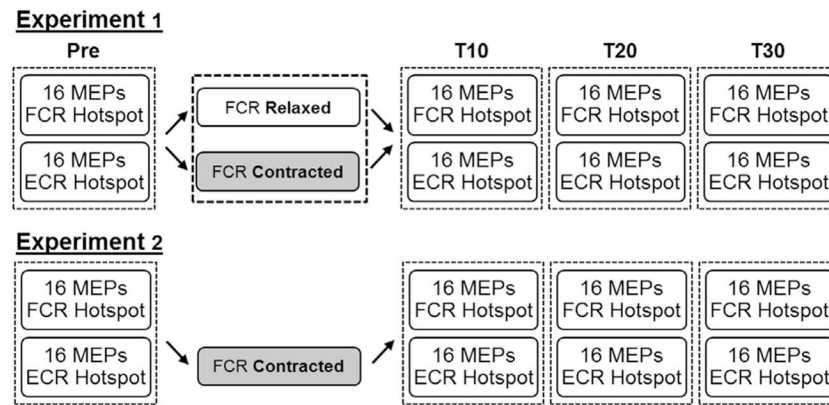 Experiment 1
Pre T10 T20 T30
16 MEPs
FCR Hotspot
16 MEPs
ECR Hotspot
FCR Relaxed
FCR Contracted
16 MEPs
FCR Hotspot
16 MEPs
ECR Hotspot
16 MEPs
FCR Hotspot
16 MEPs
ECR Hotspot
16 MEPs
FCR Hotspot
16 MEPs
ECR Hotspot
Experiment 2
16 MEPs
FCR Hotspot
16 MEPs
ECR Hotspot
FCR Contracted
16 MEPs
FCR Hotspot
16 MEPs
ECR Hotspot
16 MEPs
FCR Hotspot
16 MEPs
ECR Hotspot
16 MEPs
FCR Hotspot
16 MEPs
ECR Hotspot